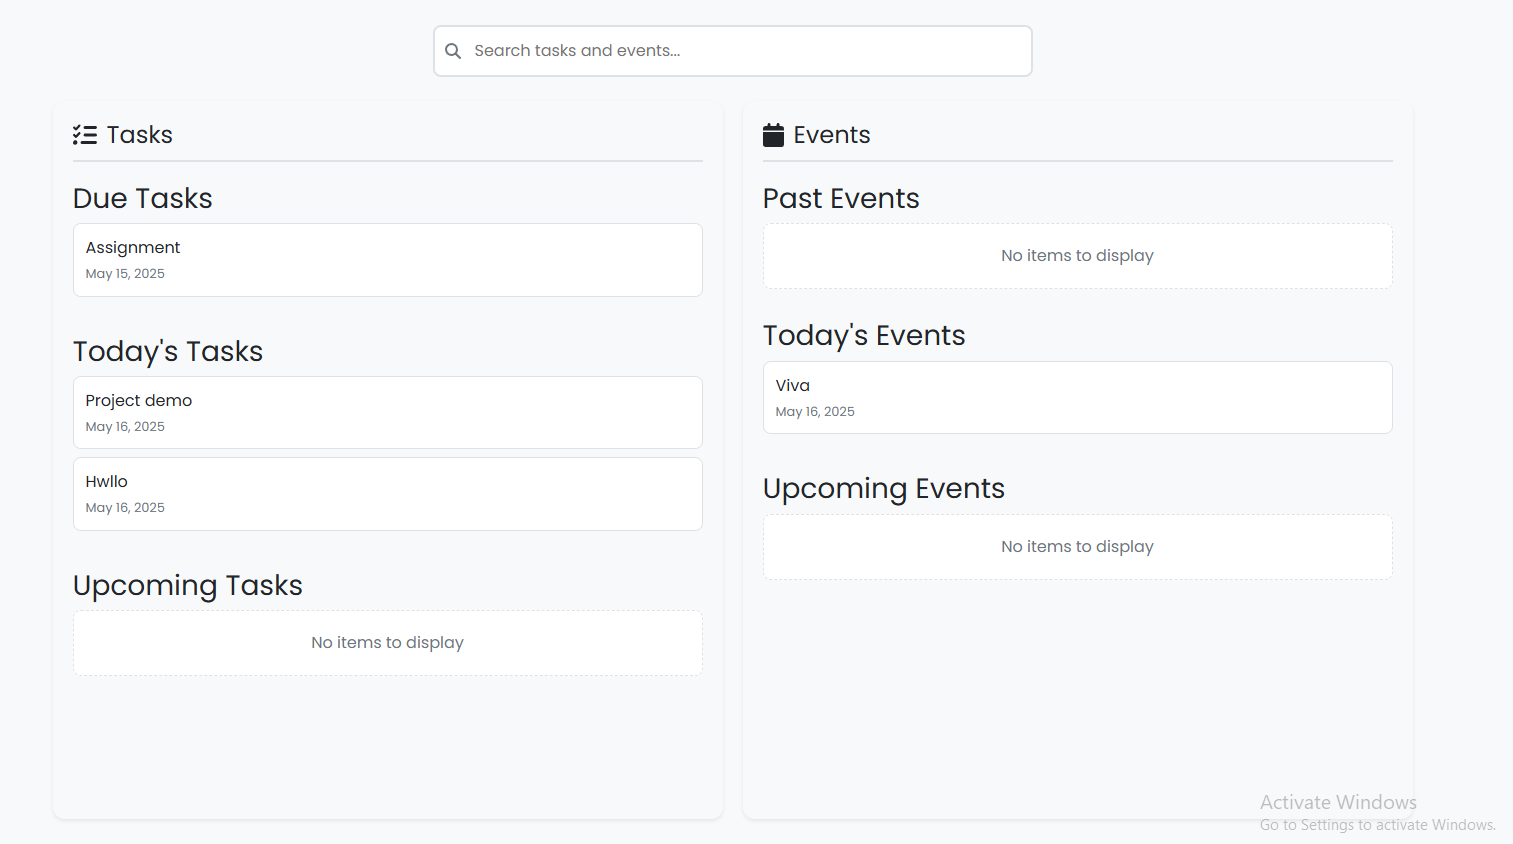 Search tasks and events...
Tasks
Due Tasks
Assignment
May 15, 2025
Today's Tasks
Project demo
May 16, 2025
Hwllo
May 16, 2025
Upcoming Tasks
No items to display
Events
Past Events
No items to display
Today's Events
Viva
May 16, 2025
Upcoming Events
No items to display
Activate Windows
Go to Settings to activate Windows.